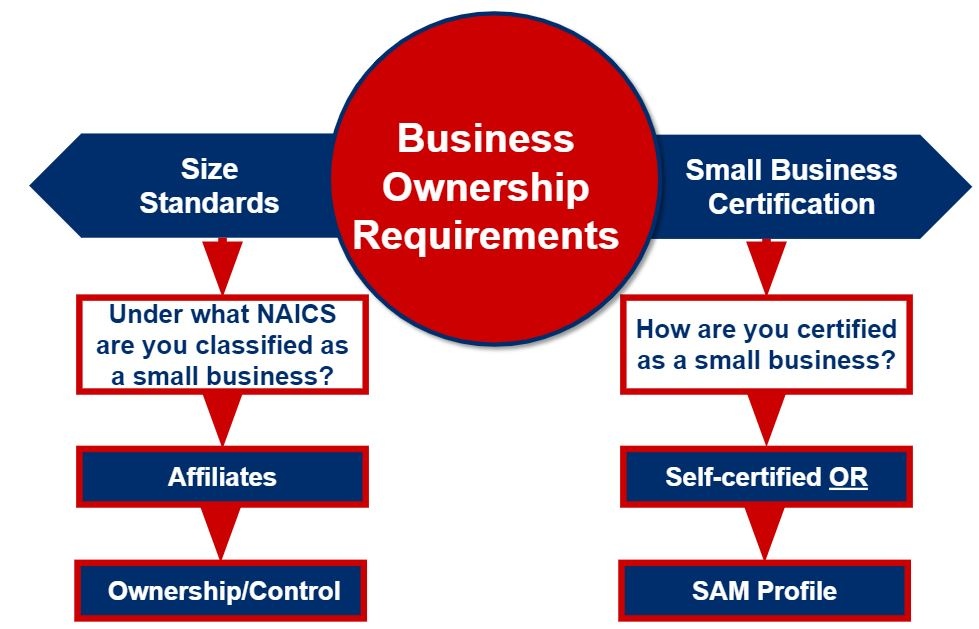 Business
Ownership
Requirements
Size
Standards
Under what NAICS
are you classified as
a small business?
Affiliates
Ownership/Control
Small Business
Certification
How are you certified
as a small business?
Self-certified OR
SAM Profile